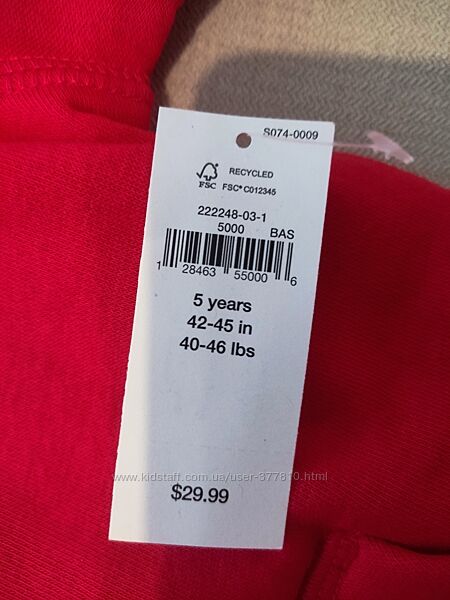 S074-0009
RECYCLED
FSC FSC® C012345
222248-03-1
5000 BAS
1 28463 55000 6
5 years
42-45 in
40-46 lbs
www.kidstaff.com.ua/user-377810.html
$29.99